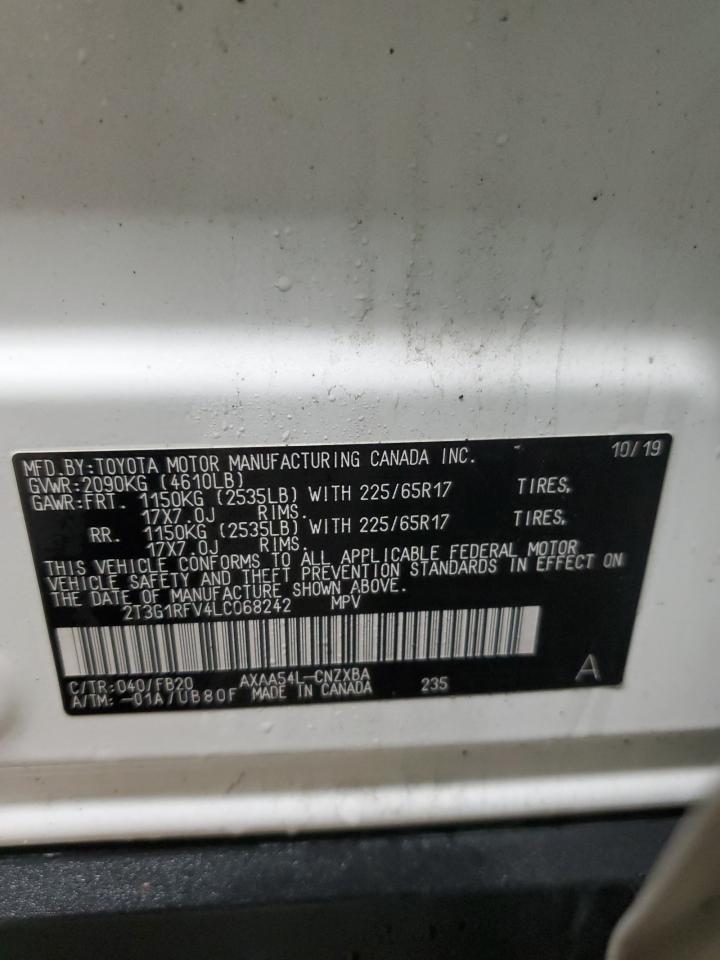 MFD.BY:TOYOTA MOTOR MANUFACTURING CANADA INC. 10/19
GVWR:2090KG (4610LB)
GAWR:FRT. 1150KG (2535LB) WITH 225/65R17 TIRES,
17X7.0J RIMS.
RR. 1150KG (2535LB) WITH 225/65R17 TIRES,
17X7.0J RIMS.
THIS VEHICLE CONFORMS TO ALL APPLICABLE FEDERAL MOTOR
VEHICLE SAFETY AND THEFT PREVENTION STANDARDS IN EFFECT ON
THE DATE OF MANUFACTURE SHOWN ABOVE.
2T3G1RFV4LC068242 MPV
C/TR:040/FB20 AXAA54L-CNZXBA A
A/TM:-01A/UB80F MADE IN CANADA 235